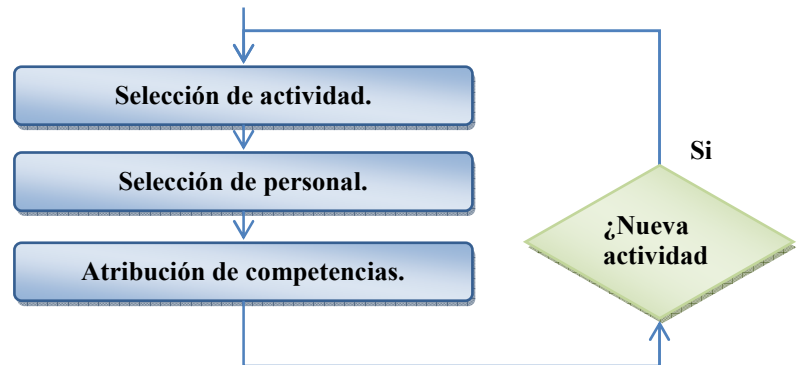 Selección de actividad.
Selección de personal.
Atribución de competencias.
Si
¿Nueva
actividad